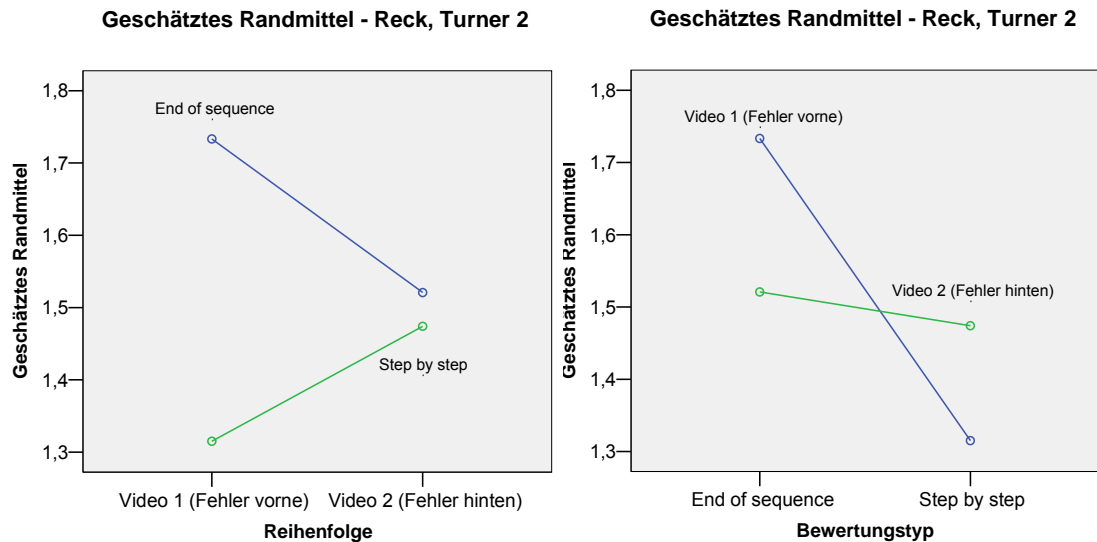 Geschätztes Randmittel - Reck, Turner 2
Geschätztes Randmittel
1,8
1,7
1,6
1,5
1,4
1,3
End of sequence
Step by step
Video 1 (Fehler vorne)
Video 2 (Fehler hinten)
Reihenfolge
Geschätztes Randmittel - Reck, Turner 2
Geschätztes Randmittel
1,8
1,7
1,6
1,5
1,4
1,3
Video 1 (Fehler vorne)
Video 2 (Fehler hinten)
End of sequence
Step by step
Bewertungstyp